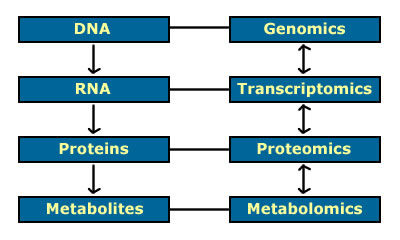 DNA
Genomics
RNA
Transcriptomics
Proteins
Proteomics
Metabolites
Metabolomics